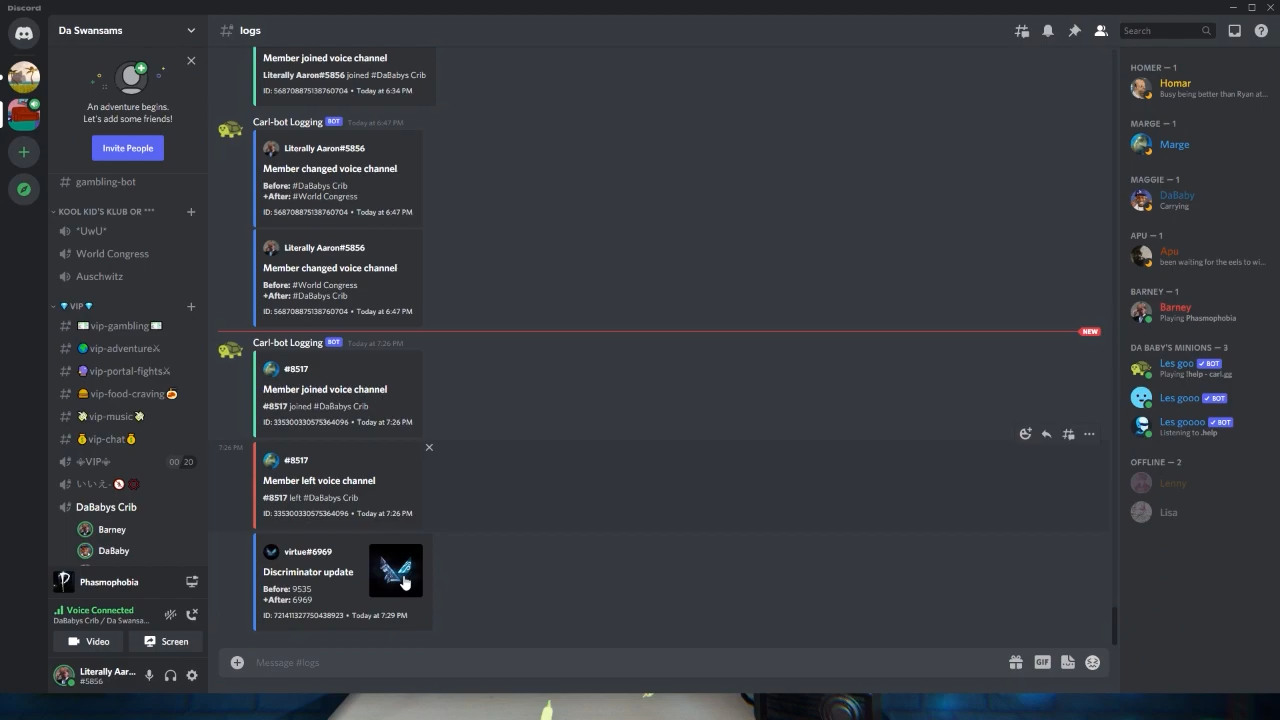 Discord
Da Swansams
An adventure begins.
Let's add some friends!
Invite People
gambling-bot
KOOL KID'S KLUB OR ***
*UwU*
World Congress
Auschwitz
VIP
vip-gambling
vip-adventure
vip-portal-fights
vip-food-craving
vip-music
vip-chat
VIP
00 20
いいえ-
DaBabys Crib
Barney
DaBaby
Phasmophobia
Voice Connected
DaBabys Crib / Da Swansa...
Video
Screen
Literally Aar...
#5856
logs
Search
Member joined voice channel
Literally Aaron#5856 joined #DaBabys Crib
ID: 568708875138760704 • Today at 6:34 PM
Carl-bot Logging BOT Today at 6:47 PM
Literally Aaron#5856
Member changed voice channel
Before: #DaBabys Crib
+After: #World Congress
ID: 568708875138760704 • Today at 6:47 PM
Literally Aaron#5856
Member changed voice channel
Before: #World Congress
+After: #DaBabys Crib
ID: 568708875138760704 • Today at 6:47 PM
NEW
Carl-bot Logging BOT Today at 7:26 PM
#8517
Member joined voice channel
#8517 joined #DaBabys Crib
ID: 335300330575364096 • Today at 7:26 PM
7:26 PM
#8517
Member left voice channel
#8517 left #DaBabys Crib
ID: 335300330575364096 • Today at 7:26 PM
virtue#6969
Discriminator update
Before: 9535
+After: 6969
ID: 721411327750438923 • Today at 7:29 PM
Message #logs
GIF
HOMER — 1
Homar
Busy being better than Ryan at...
MARGE — 1
Marge
MAGGIE — 1
DaBaby
Carrying
APU — 1
Apu
been waiting for the eels to wi...
BARNEY — 1
Barney
Playing Phasmophobia
DA BABY'S MINIONS — 3
Les goo BOT
Playing !help - carl.gg
Les gooo BOT
Les goooo BOT
Listening to .help
OFFLINE — 2
Lenny
Lisa